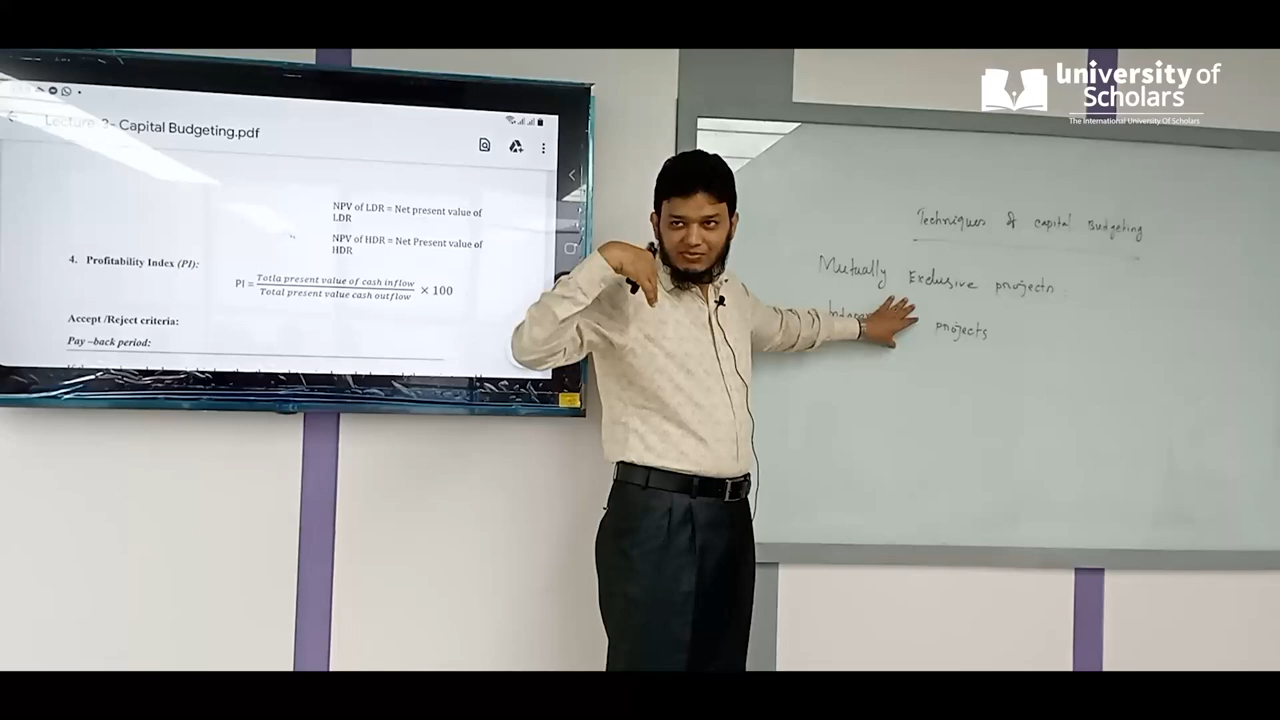 Lecture 3- Capital Budgeting.pdf
NPV of LDR = Net present value of
LDR
NPV of HDR = Net Present value of
HDR
4. Profitability Index (PI):
PI = Totla present value of cash inflow / Total present value cash outflow × 100
Accept /Reject criteria:
Pay –back period:
University of
Scholars
The International University Of Scholars
Techniques of capital Budgeting
Mutually Exclusive projects
projects